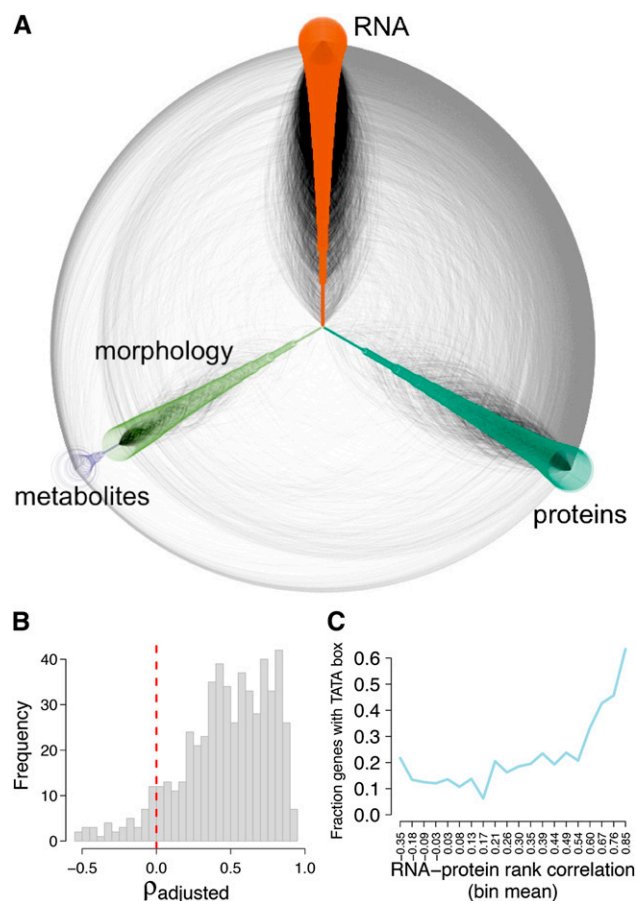 A
RNA
morphology
metabolites
proteins
B
Frequency
40
30
20
10
0
−0.5 0.0 0.5 1.0
ρadjusted
C
Fraction genes with TATA box
0.6
0.5
0.4
0.3
0.2
0.1
0.0
−0.35 −0.18 −0.09 −0.03 0.03 0.08 0.13 0.17 0.21 0.26 0.30 0.35 0.39 0.44 0.49 0.54 0.60 0.67 0.76 0.85
RNA−protein rank correlation
(bin mean)